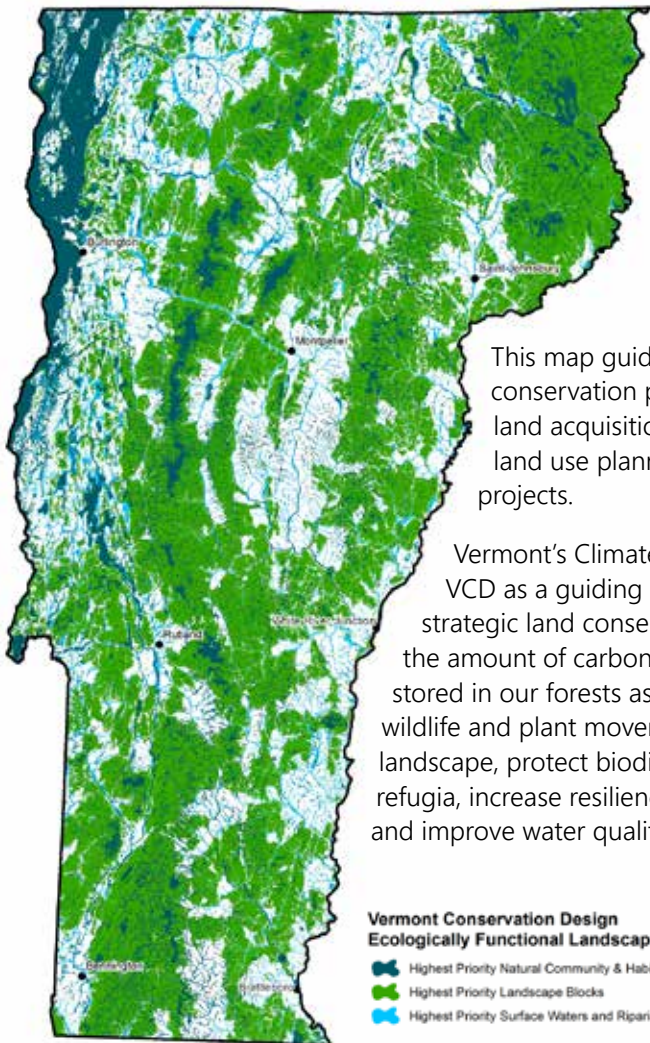 Burlington
Saint Johnsbury
Montpelier
This map guid
conservation p
land acquisitio
land use plann
projects.
Vermont's Climate
VCD as a guiding
strategic land conse
the amount of carbon
stored in our forests as
wildlife and plant mover
landscape, protect biodi
refugia, increase resilienc
and improve water qualit
White River Junction
Rutland
Bennington
Brattleboro
Vermont Conservation Design
Ecologically Functional Landscap
Highest Priority Natural Community & Habi
Highest Priority Landscape Blocks
Highest Priority Surface Waters and Ripari